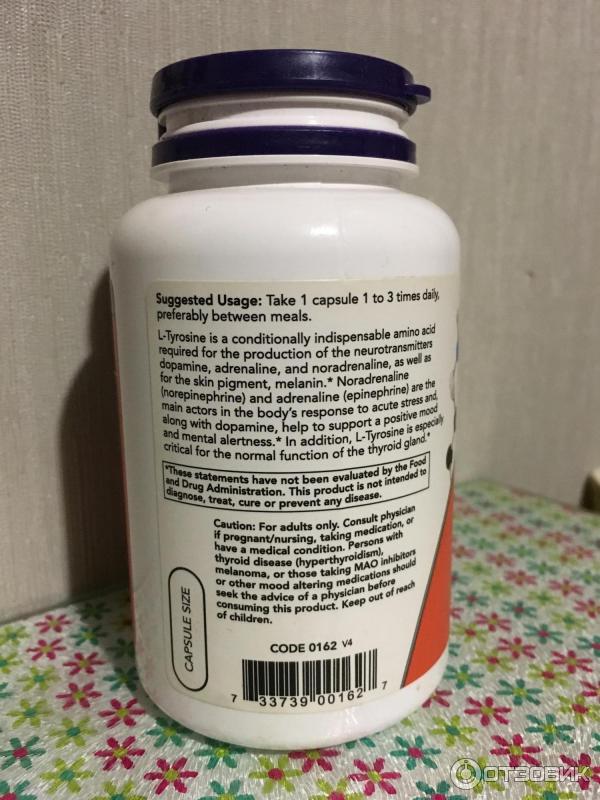 Suggested Usage: Take 1 capsule 1 to 3 times daily,
preferably between meals.
L-Tyrosine is a conditionally indispensable amino acid
required for the production of the neurotransmitters
dopamine, adrenaline, and noradrenaline, as well as
for the skin pigment, melanin.* Noradrenaline
(norepinephrine) and adrenaline (epinephrine) are the
main actors in the body's response to acute stress and,
along with dopamine, help to support a positive mood
and mental alertness.* In addition, L-Tyrosine is especially
critical for the normal function of the thyroid gland.*
*These statements have not been evaluated by the Food
and Drug Administration. This product is not intended to
diagnose, treat, cure or prevent any disease.
Caution: For adults only. Consult physician
if pregnant/nursing, taking medication, or
have a medical condition. Persons with
thyroid disease (hyperthyroidism),
melanoma, or those taking MAO inhibitors
or other mood altering medications should
seek the advice of a physician before
consuming this product. Keep out of reach
of children.
CAPSULE SIZE
CODE 0162 V4
7 33739 00162 7
ОТЗОВИК